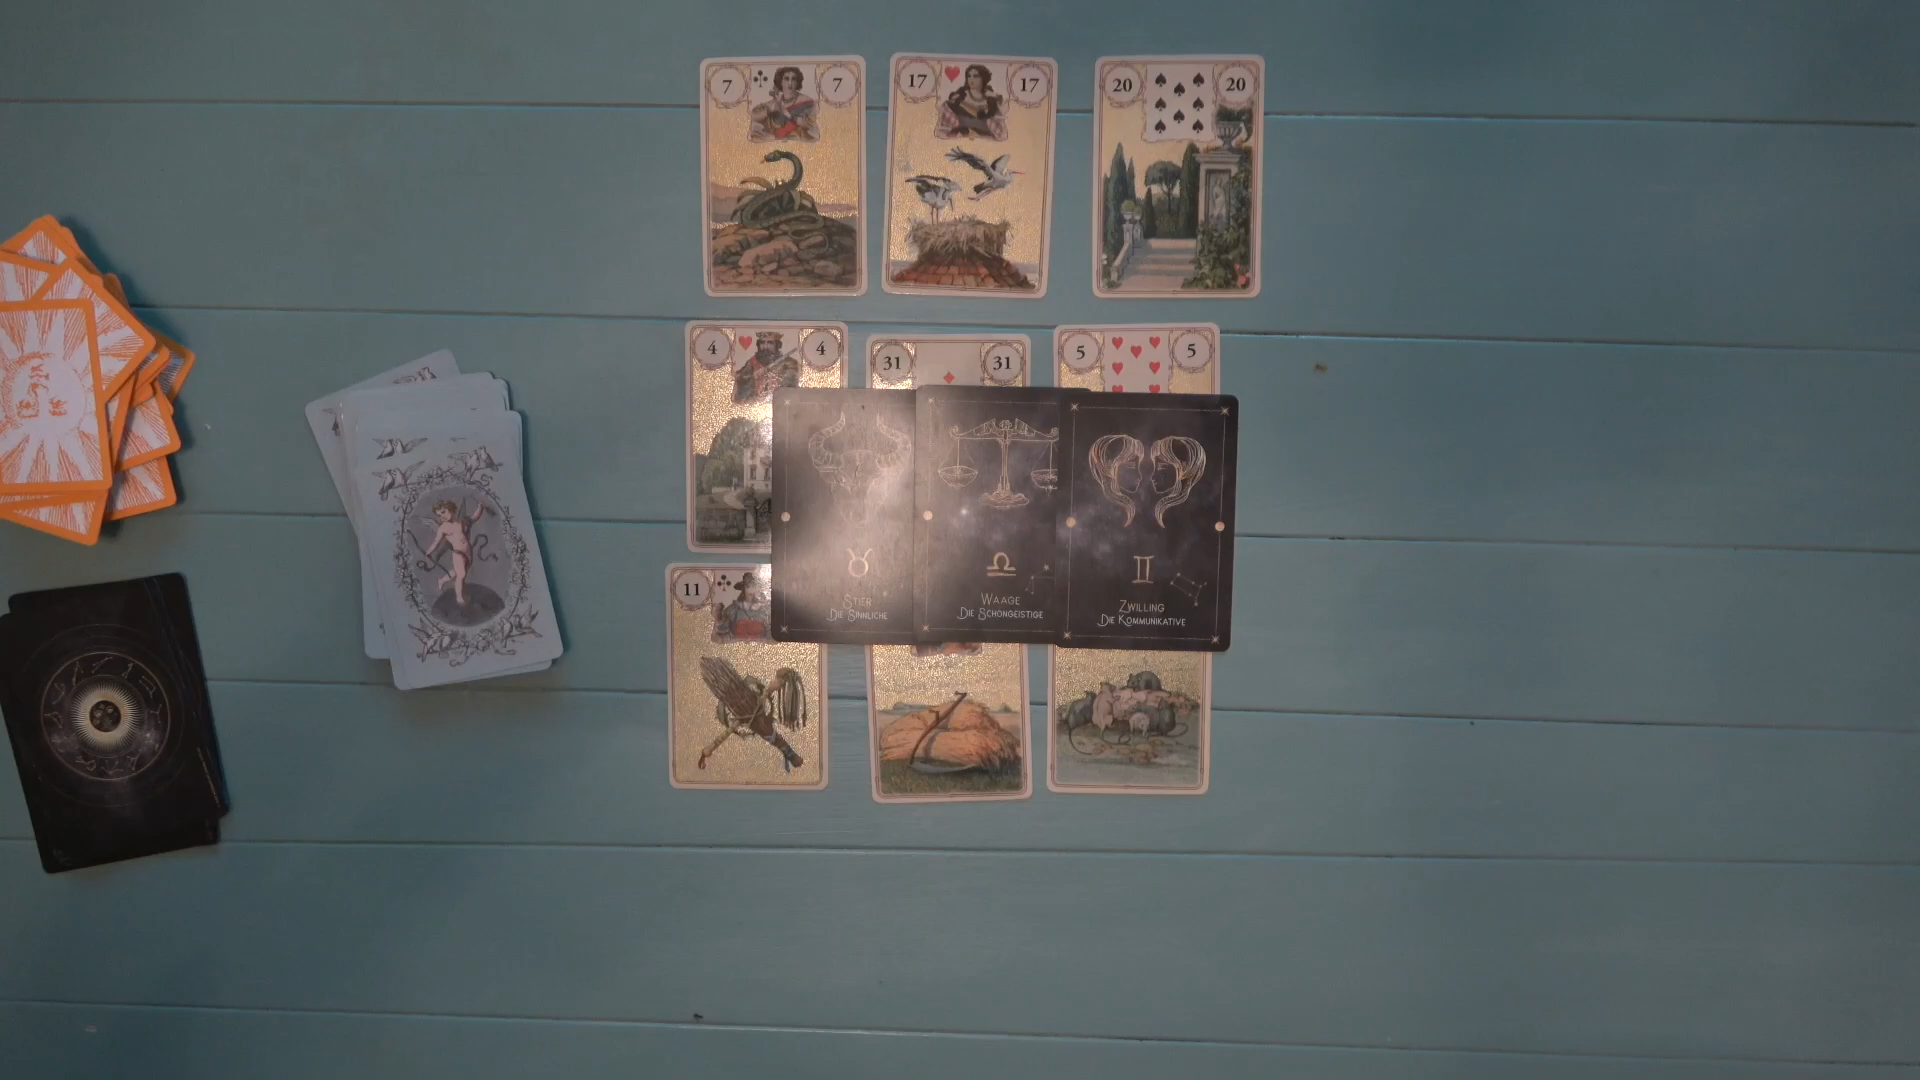 7 7
17 17
20 20
4 4
31 31
5 5
11
STIER
DIE SINNLICHE
WAAGE
DIE SCHÖNGEISTIGE
ZWILLING
DIE KOMMUNIKATIVE